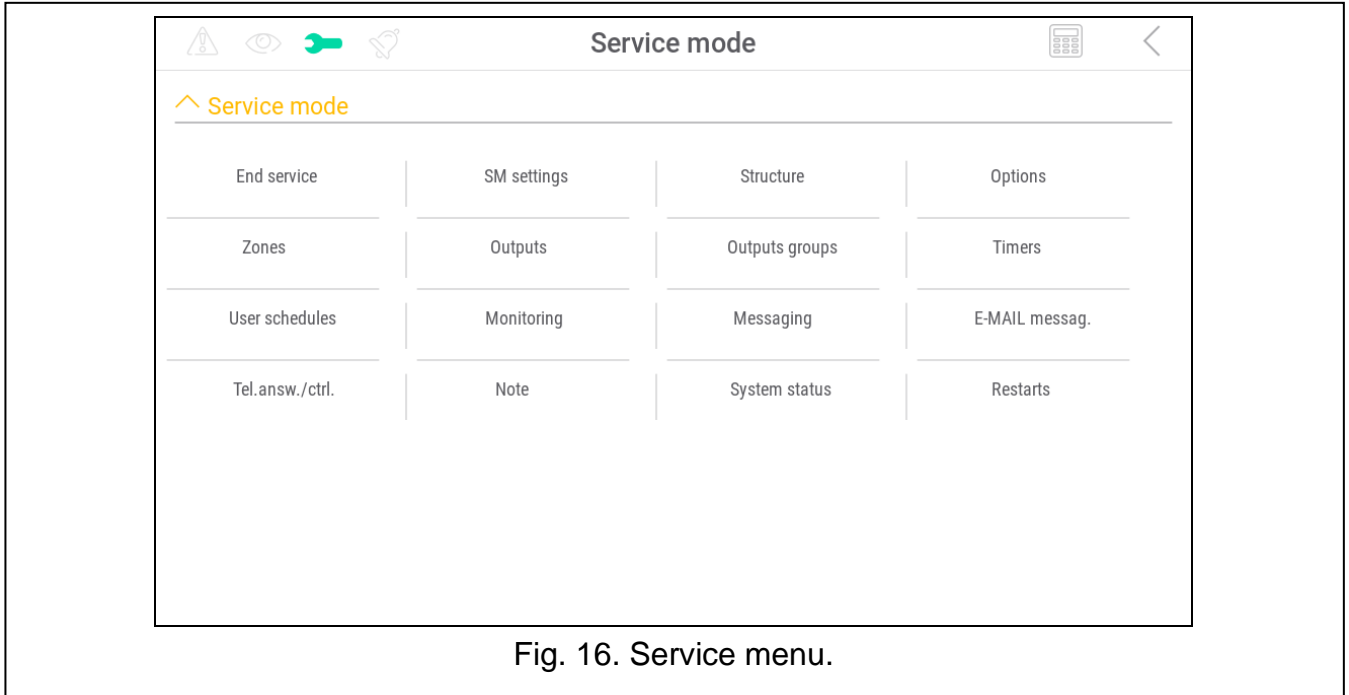 Service mode
Service mode
End service SM settings Structure Options
Zones Outputs Outputs groups Timers
User schedules Monitoring Messaging E-MAIL messag.
Tel.answ./ctrl. Note System status Restarts
Fig. 16. Service menu.